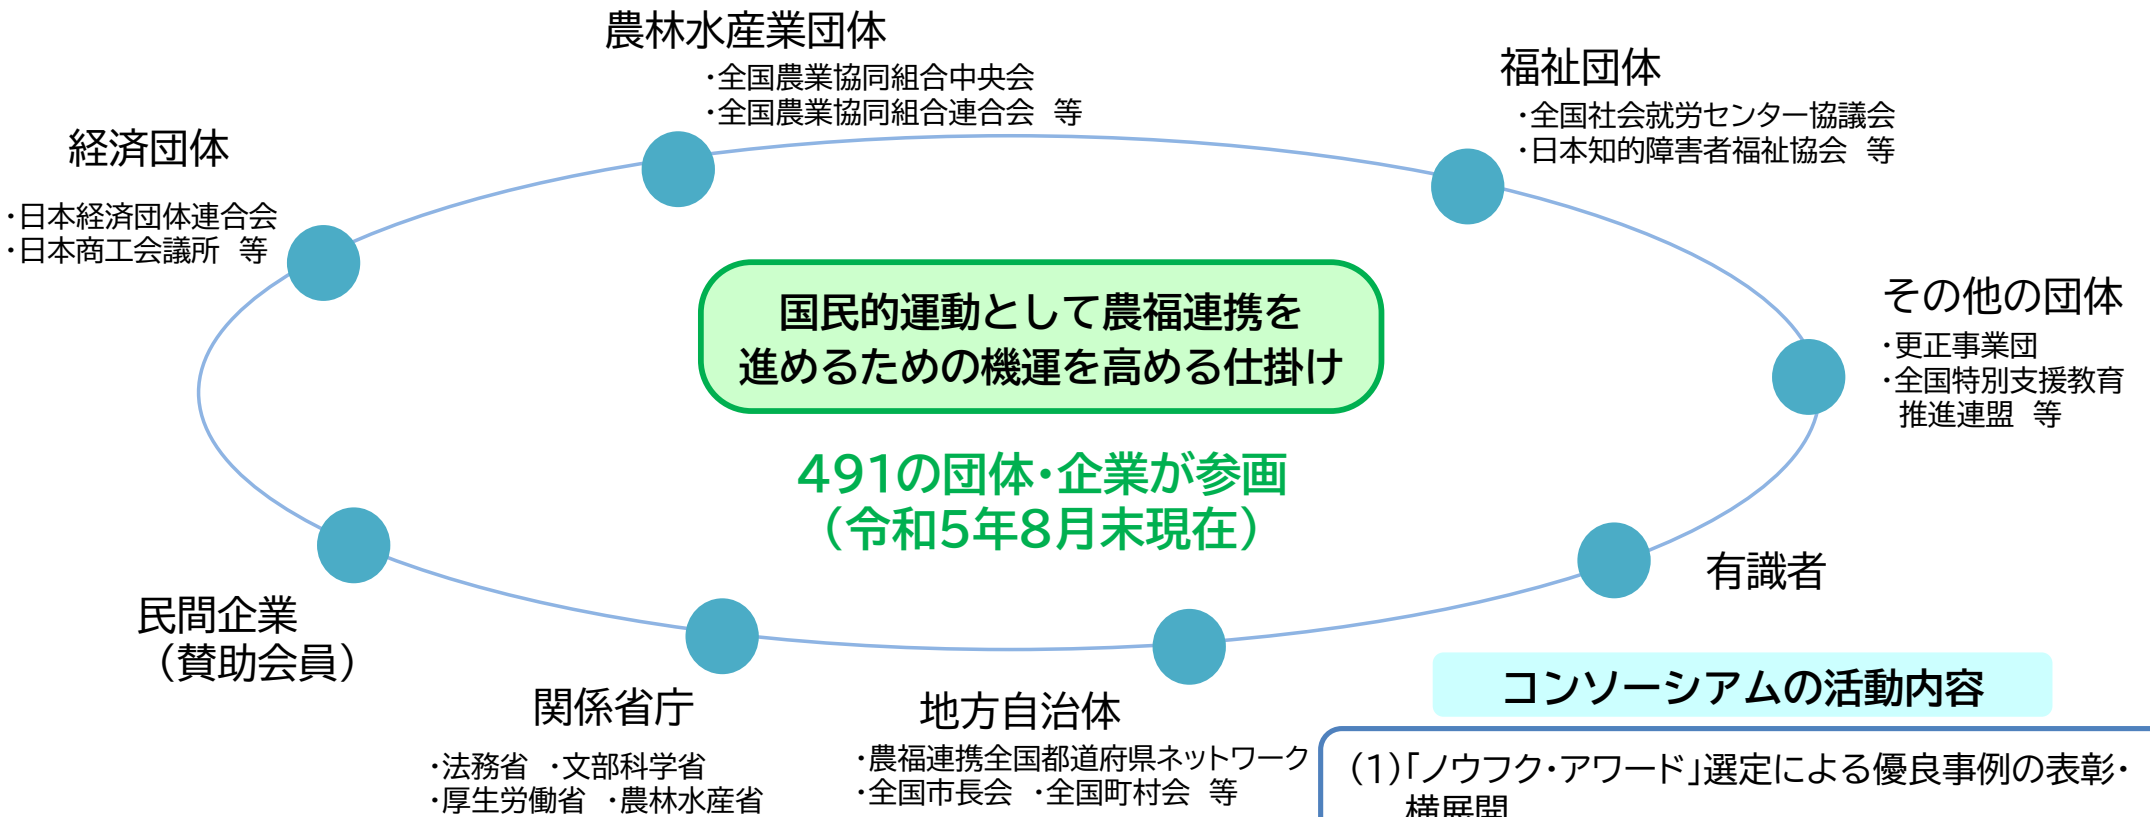 農林水産業団体
・全国農業協同組合中央会
・全国農業協同組合連合会 等
福祉団体
・全国社会就労センター協議会
・日本知的障害者福祉協会 等
経済団体
・日本経済団体連合会
・日本商工会議所 等
国民的運動として農福連携を
進めるための機運を高める仕掛け
その他の団体
・更正事業団
・全国特別支援教育
推進連盟 等
491の団体・企業が参画
（令和5年8月末現在）
有識者
民間企業
（賛助会員）
関係省庁
・法務省 ・文部科学省
・厚生労働省 ・農林水産省
地方自治体
・農福連携全国都道府県ネットワーク
・全国市長会 ・全国町村会 等
コンソーシアムの活動内容
（1）「ノウフク・アワード」選定による優良事例の表彰・
横展開